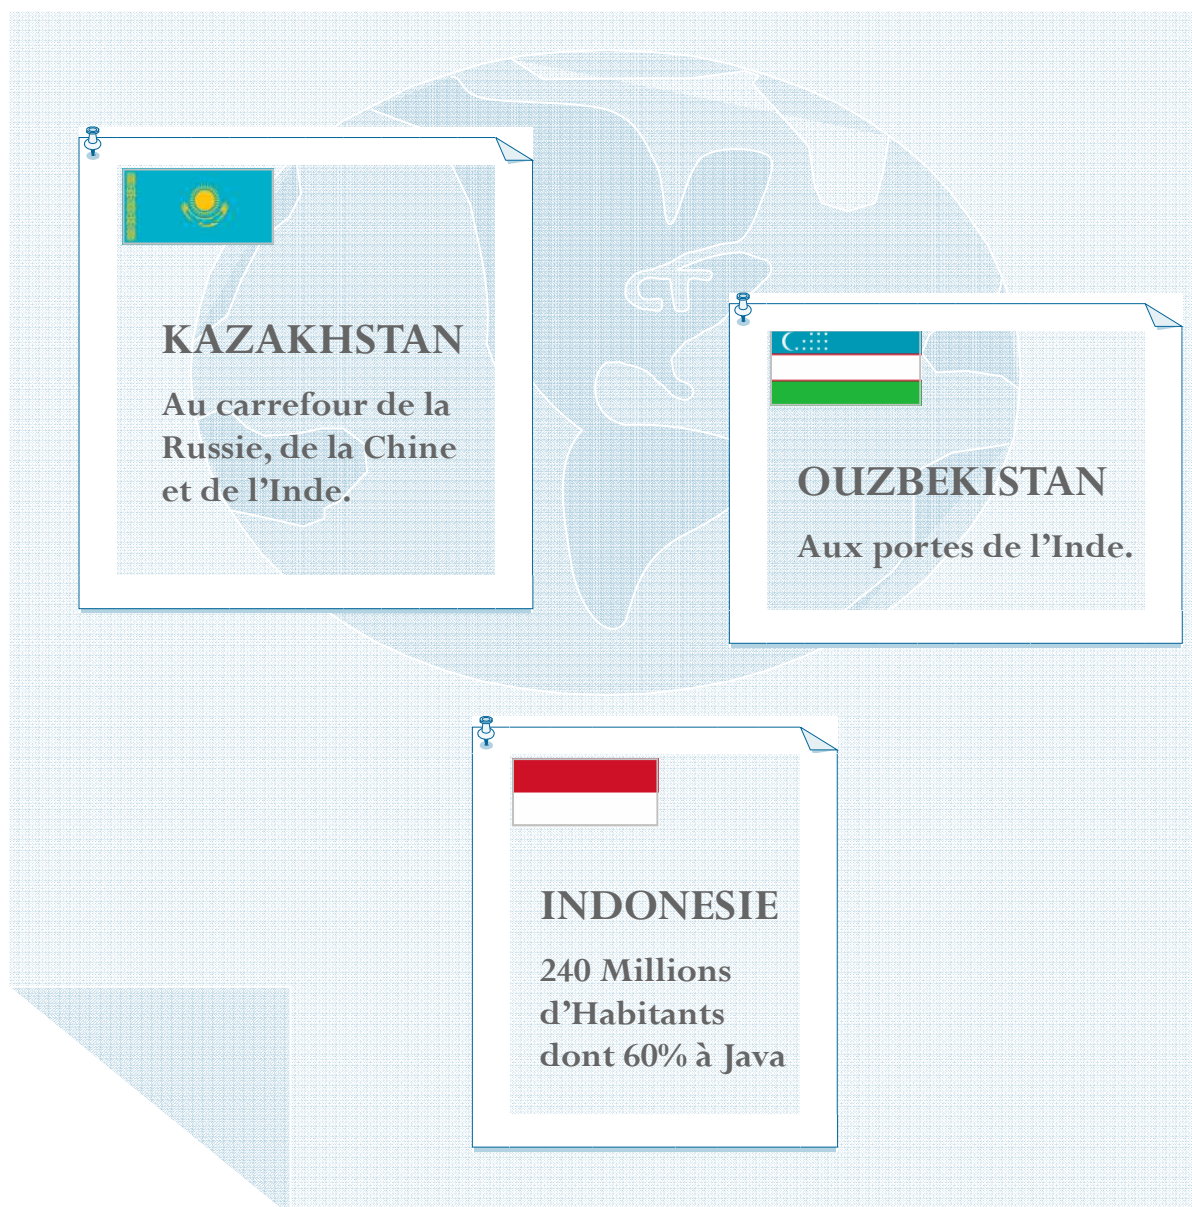 KAZAKHSTAN
Au carrefour de la
Russie, de la Chine
et de l’Inde.
OUZBEKISTAN
Aux portes de l’Inde.
INDONESIE
240 Millions
d’Habitants
dont 60% à Java